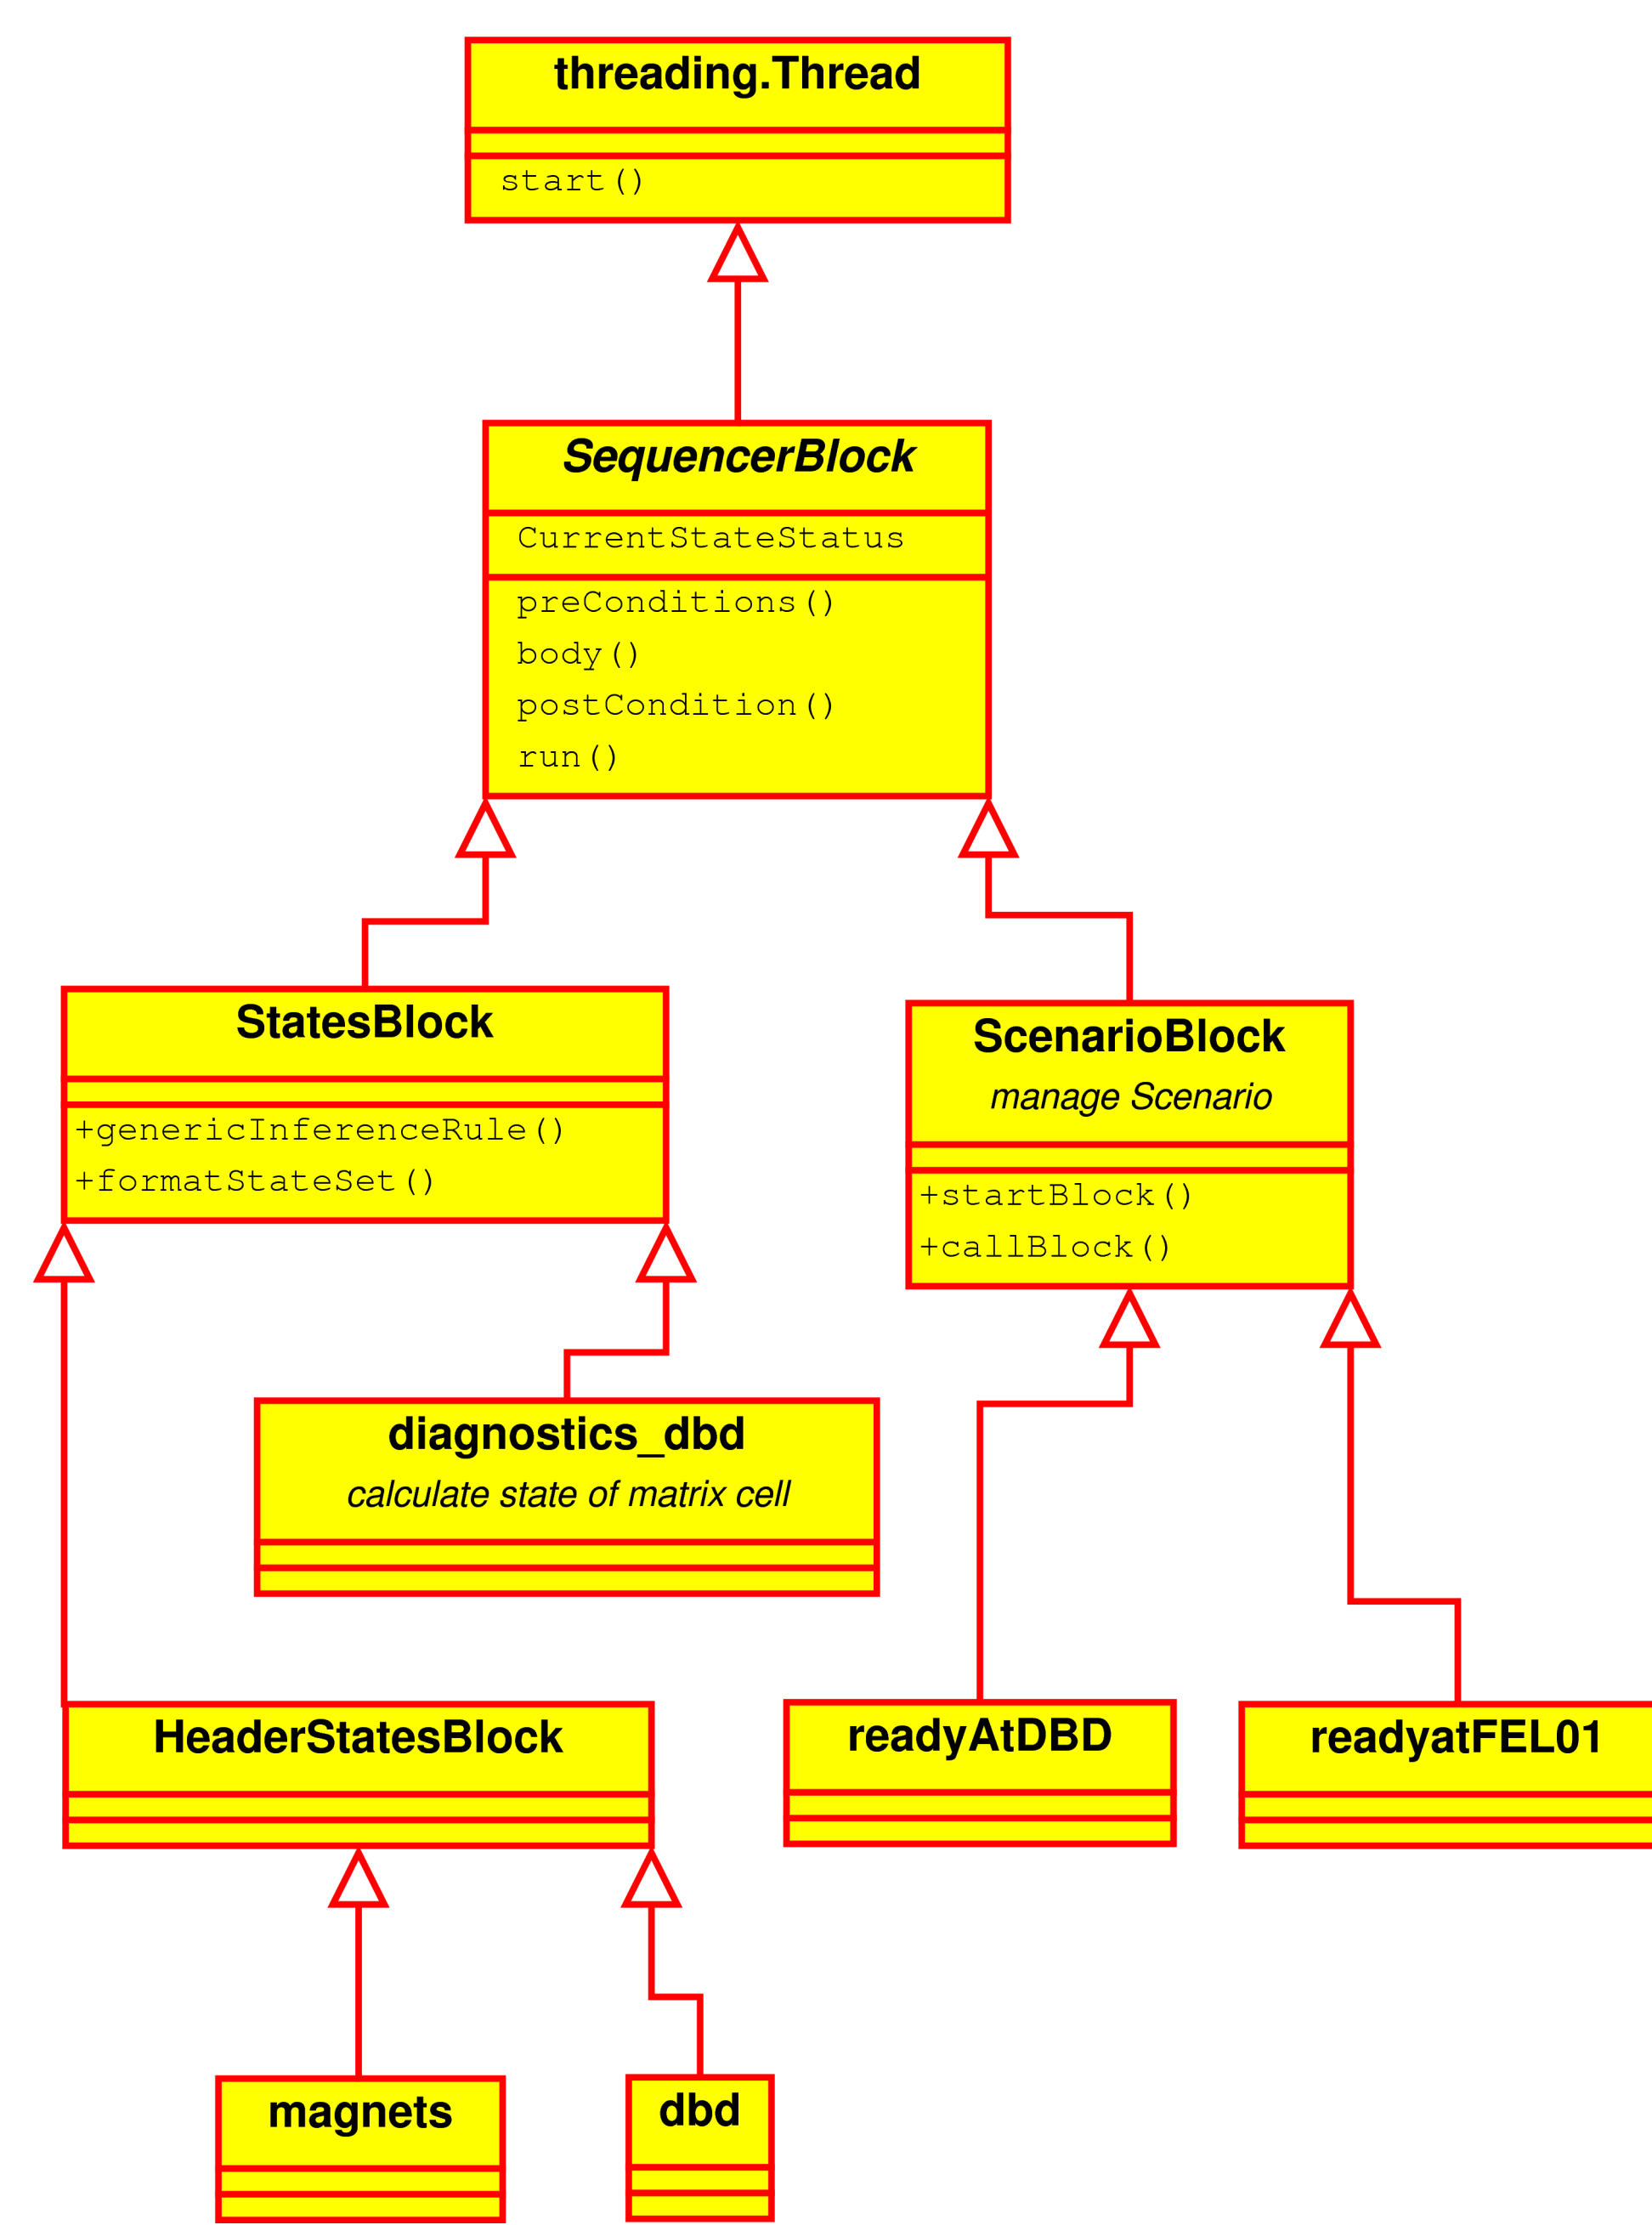 threading.Thread
start()
SequencerBlock
CurrentStateStatus
preConditions()
body()
postCondition()
run()
StatesBlock
+genericInferenceRule()
+formatStateSet()
ScenarioBlock
manage Scenario
+startBlock()
+callBlock()
diagnostics_dbd
calculate state of matrix cell
HeaderStatesBlock
readyAtDBD
readyatFEL01
magnets
dbd